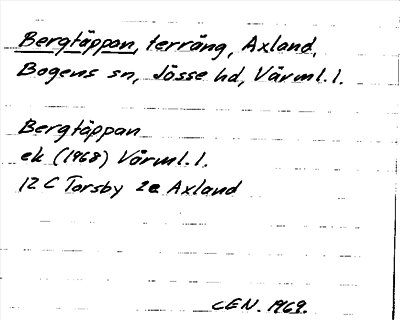 Bergtäppan, terräng, Axland,
Bogens sn, Jösse hd, Värml. l.
Bergtäppan
ek (1968) Värml. l.
12 C Torsby 2e Axland
CEN. 1969.